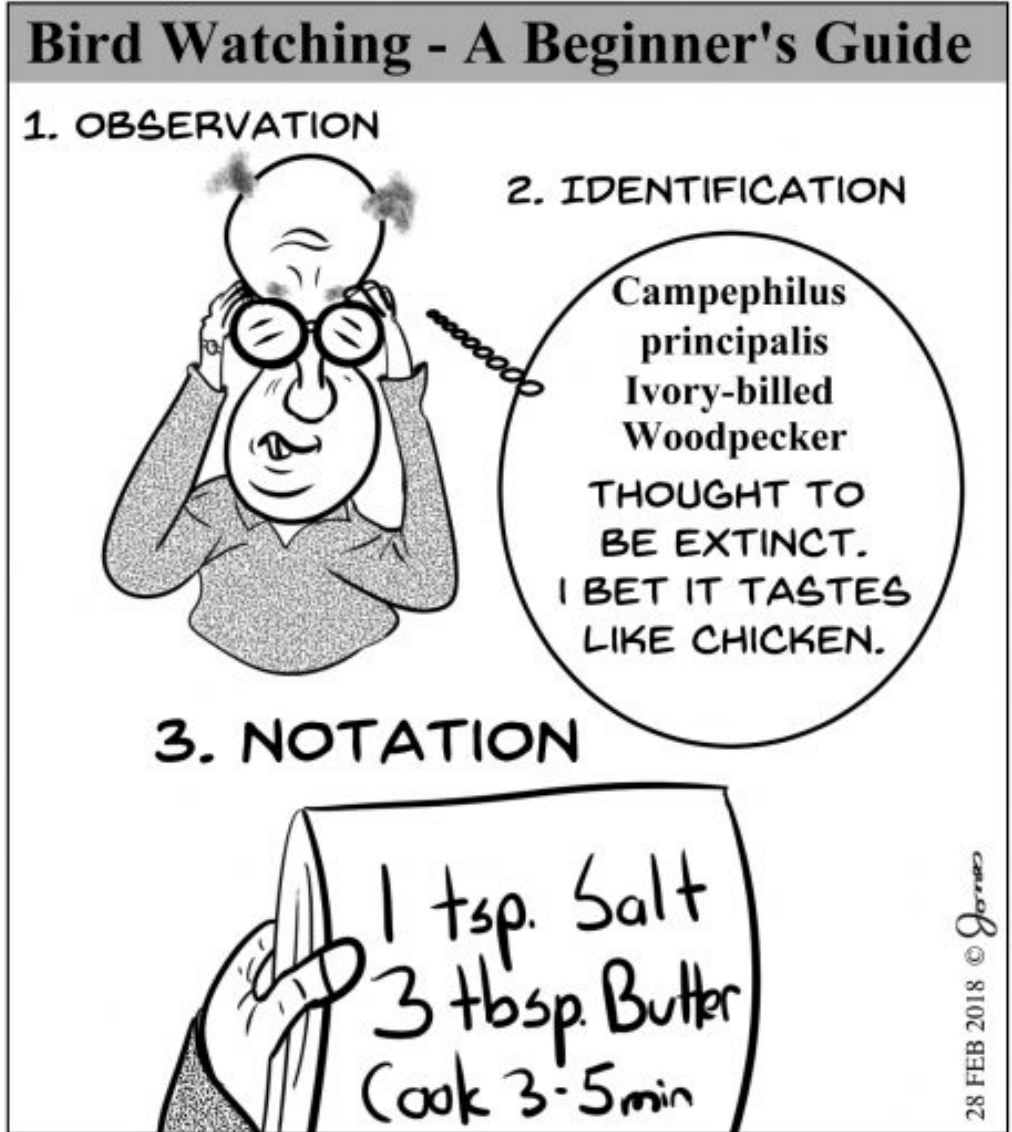 Bird Watching - A Beginner's Guide
1. OBSERVATION
2. IDENTIFICATION
Campephilus
principalis
Ivory-billed
Woodpecker
THOUGHT TO
BE EXTINCT.
I BET IT TASTES
LIKE CHICKEN.
3. NOTATION
1 tsp. Salt
3 tbsp. Butter
Cook 3-5min
28 FEB 2018 © Jones